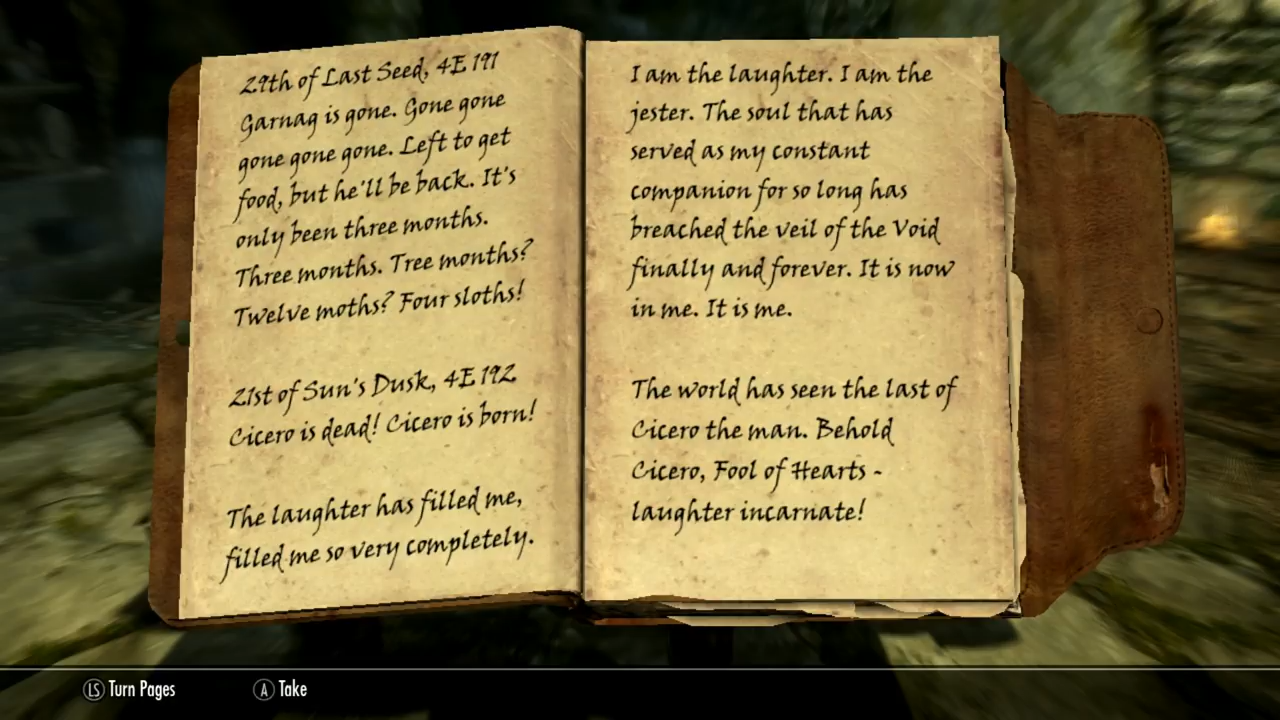 29th of Last Seed, 4E 191
Garnag is gone. Gone gone
gone gone gone. Left to get
food, but he'll be back. It's
only been three months.
Three months. Tree months?
Twelve moths? Four sloths!
21st of Sun's Dusk, 4E 192
Cicero is dead! Cicero is born!
The laughter has filled me,
filled me so very completely.
I am the laughter. I am the
jester. The soul that has
served as my constant
companion for so long has
breached the veil of the Void
finally and forever. It is now
in me. It is me.
The world has seen the last of
Cicero the man. Behold
Cicero, Fool of Hearts -
laughter incarnate!
LS Turn Pages
A Take